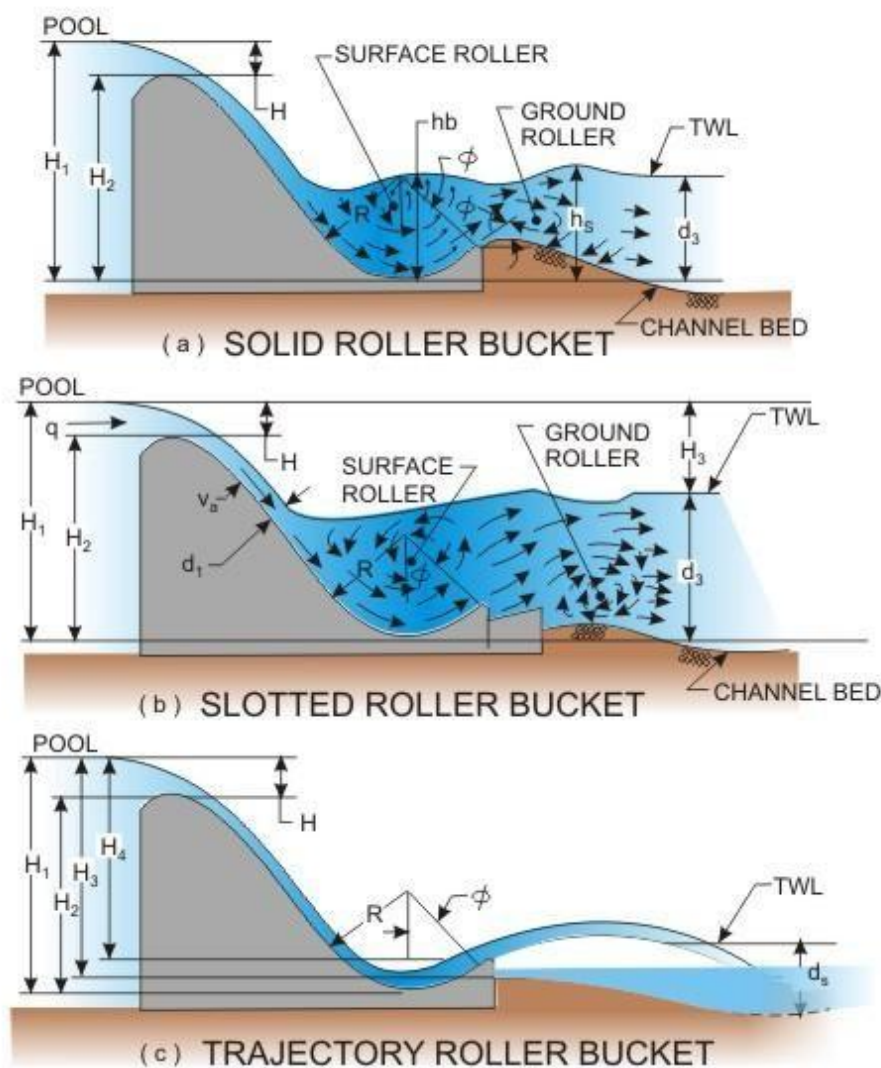 POOL
SURFACE
ROLLER
H
hb
ϕ
GROUND
ROLLER
TWL
H₁
H₂
R
ϕ
hₛ
d₃
CHANNEL BED
( a ) SOLID ROLLER BUCKET
POOL
q
H
TWL
H₃
GROUND
ROLLER
SURFACE
ROLLER
vₐ
H₁
H₂
d₁
R
ϕ
d₃
CHANNEL BED
( b ) SLOTTED ROLLER BUCKET
POOL
H
H₄
H₁
H₃
H₂
R
ϕ
TWL
dₛ
( c ) TRAJECTORY ROLLER BUCKET